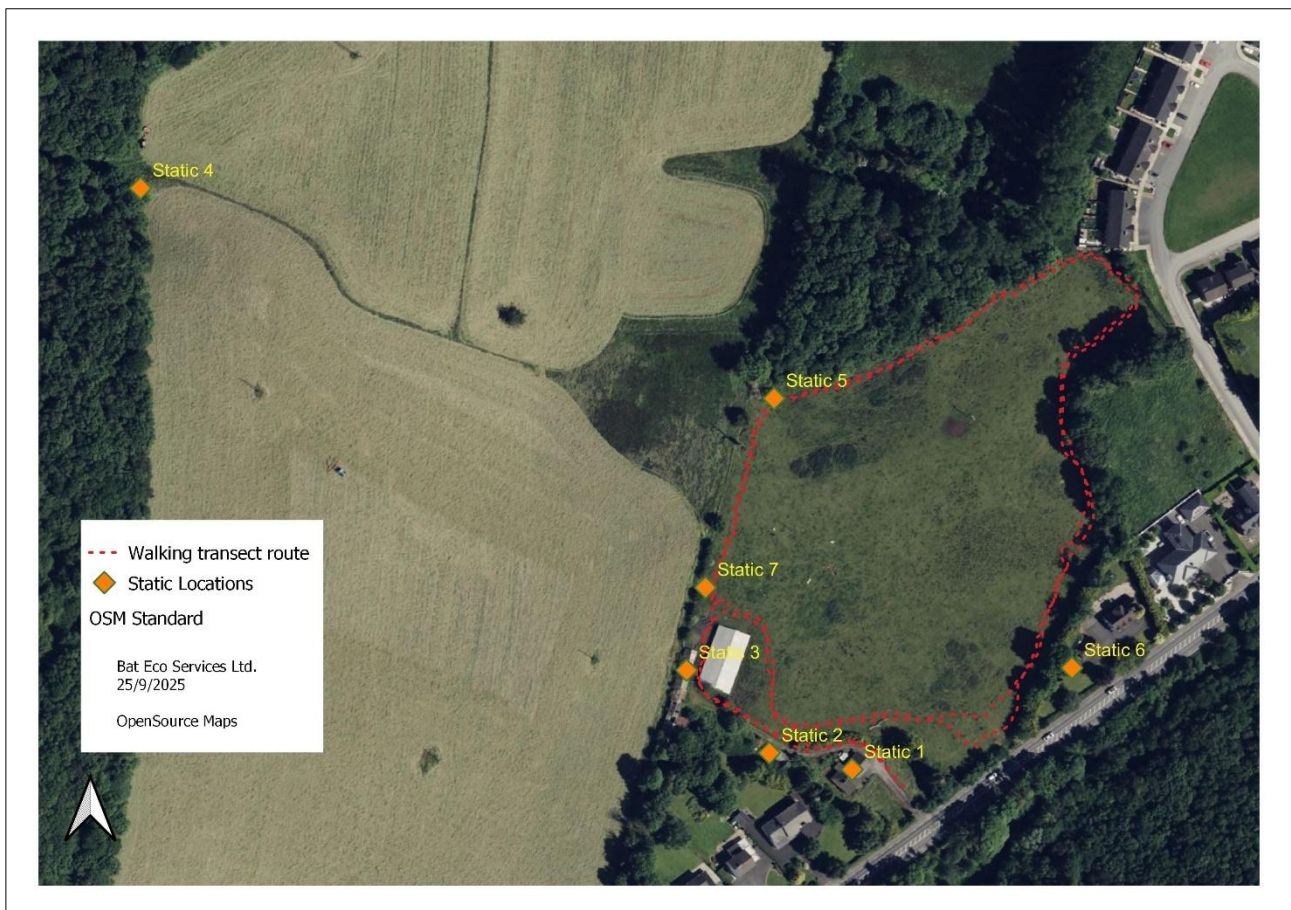 Static 4
Static 5
Static 7
Static 3
Static 6
Static 2
Static 1
Walking transect route
Static Locations
OSM Standard
Bat Eco Services Ltd.
25/9/2025
OpenSource Maps